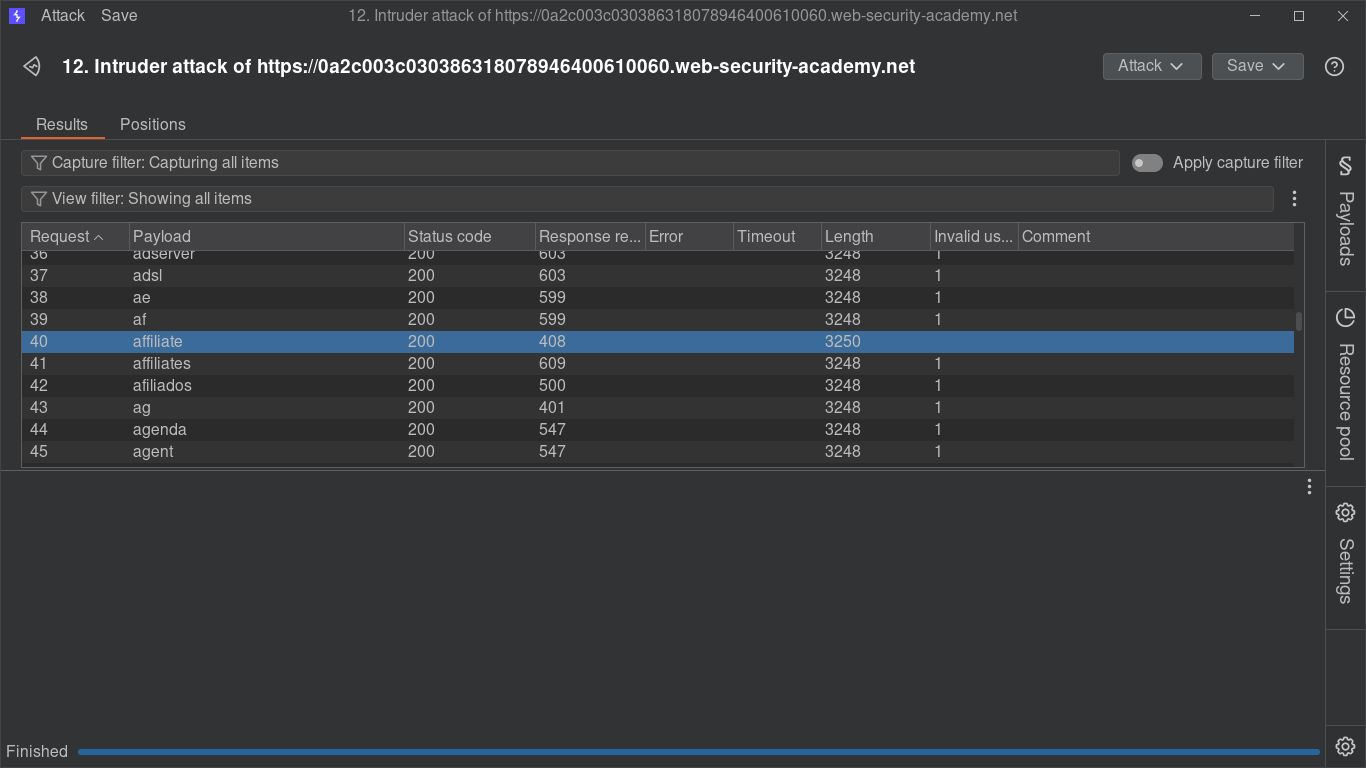 Attack Save 12. Intruder attack of https://0a2c003c030386318078946400610060.web-security-academy.net
12. Intruder attack of https://0a2c003c030386318078946400610060.web-security-academy.net Attack Save
Results Positions
Capture filter: Capturing all items Apply capture filter
View filter: Showing all items
Request Payload Status code Response re... Error Timeout Length Invalid us... Comment
36 adserver 200 603 3248 1
37 adsl 200 603 3248 1
38 ae 200 599 3248 1
39 af 200 599 3248 1
40 affiliate 200 408 3250
41 affiliates 200 609 3248 1
42 afiliados 200 500 3248 1
43 ag 200 401 3248 1
44 agenda 200 547 3248 1
45 agent 200 547 3248 1
Payloads
Resource pool
Settings
Finished